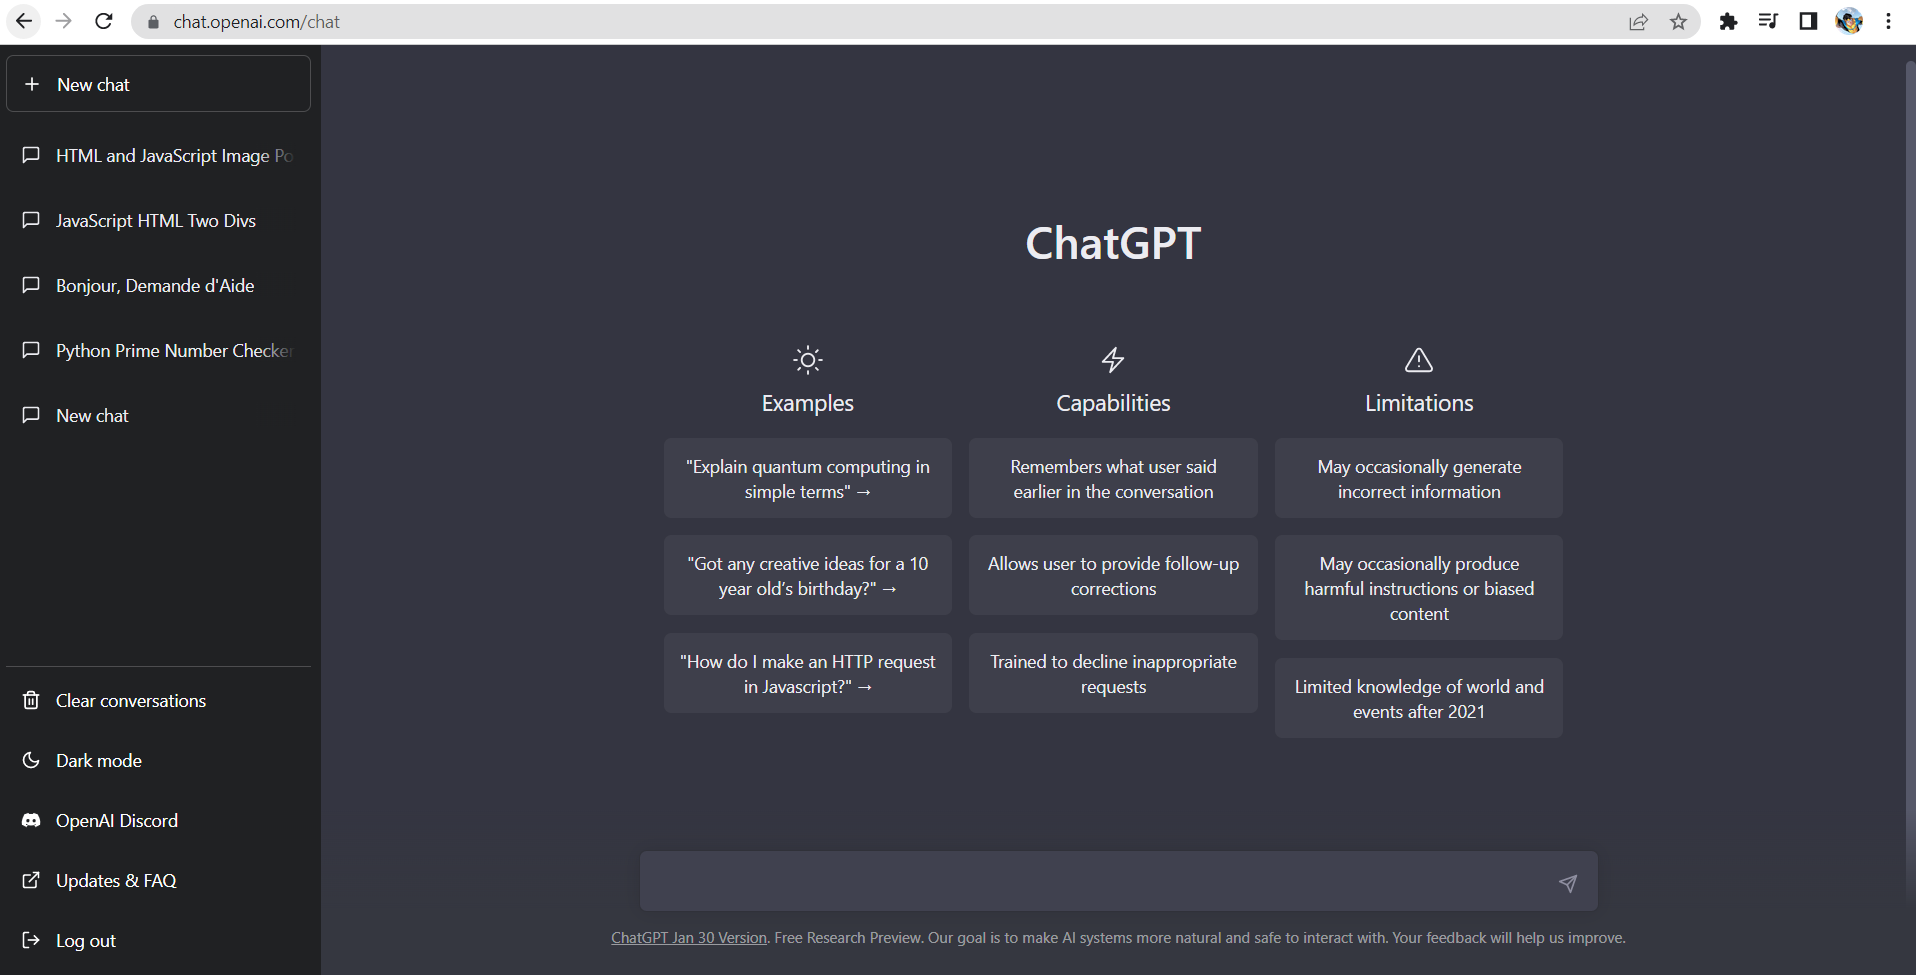 chat.openai.com/chat
New chat
HTML and JavaScript Image Po
JavaScript HTML Two Divs
Bonjour, Demande d'Aide
Python Prime Number Checker
New chat
Clear conversations
Dark mode
OpenAI Discord
Updates & FAQ
Log out
ChatGPT
Examples
"Explain quantum computing in
simple terms" →
"Got any creative ideas for a 10
year old’s birthday?" →
"How do I make an HTTP request
in Javascript?" →
Capabilities
Remembers what user said
earlier in the conversation
Allows user to provide follow-up
corrections
Trained to decline inappropriate
requests
Limitations
May occasionally generate
incorrect information
May occasionally produce
harmful instructions or biased
content
Limited knowledge of world and
events after 2021
ChatGPT Jan 30 Version. Free Research Preview. Our goal is to make AI systems more natural and safe to interact with. Your feedback will help us improve.